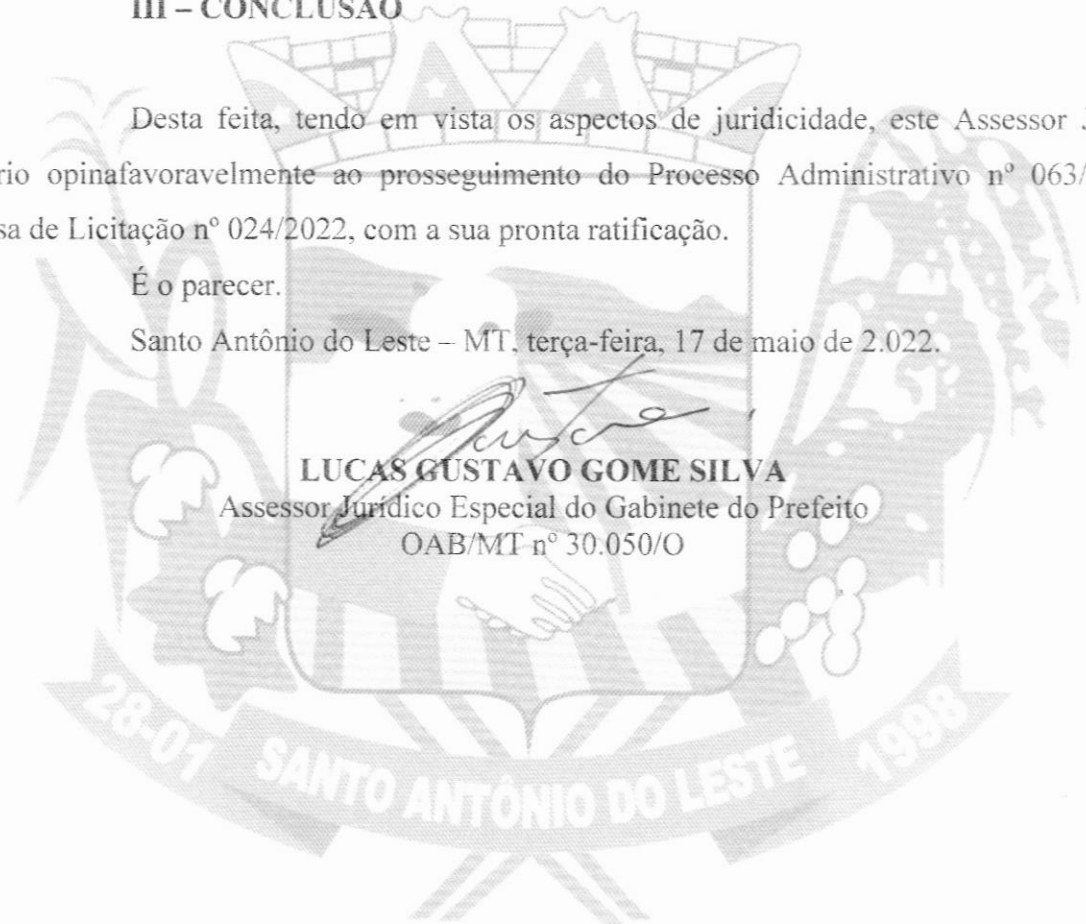 III – CONCLUSÃO
Desta feita, tendo em vista os aspectos de juridicidade, este Assessor
rio opinafavoravelmente ao prosseguimento do Processo Administrativo nº 063/
sa de Licitação nº 024/2022, com a sua pronta ratificação.
É o parecer.
Santo Antônio do Leste – MT, terça-feira, 17 de maio de 2.022.
LUCAS GUSTAVO GOME SILVA
Assessor Jurídico Especial do Gabinete do Prefeito
OAB/MT nº 30.050/O
28-01 SANTO ANTÔNIO DO LESTE 1998